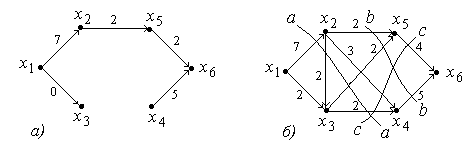 x₂ 2 x₅
7 2
x₁ x₆
0 5
x₃ x₄
а)
a x₂ 2 b x₅ c
7 3 2 4
x₁ x₆
2 2 5
x₃ 2 x₄ b
c a
б)